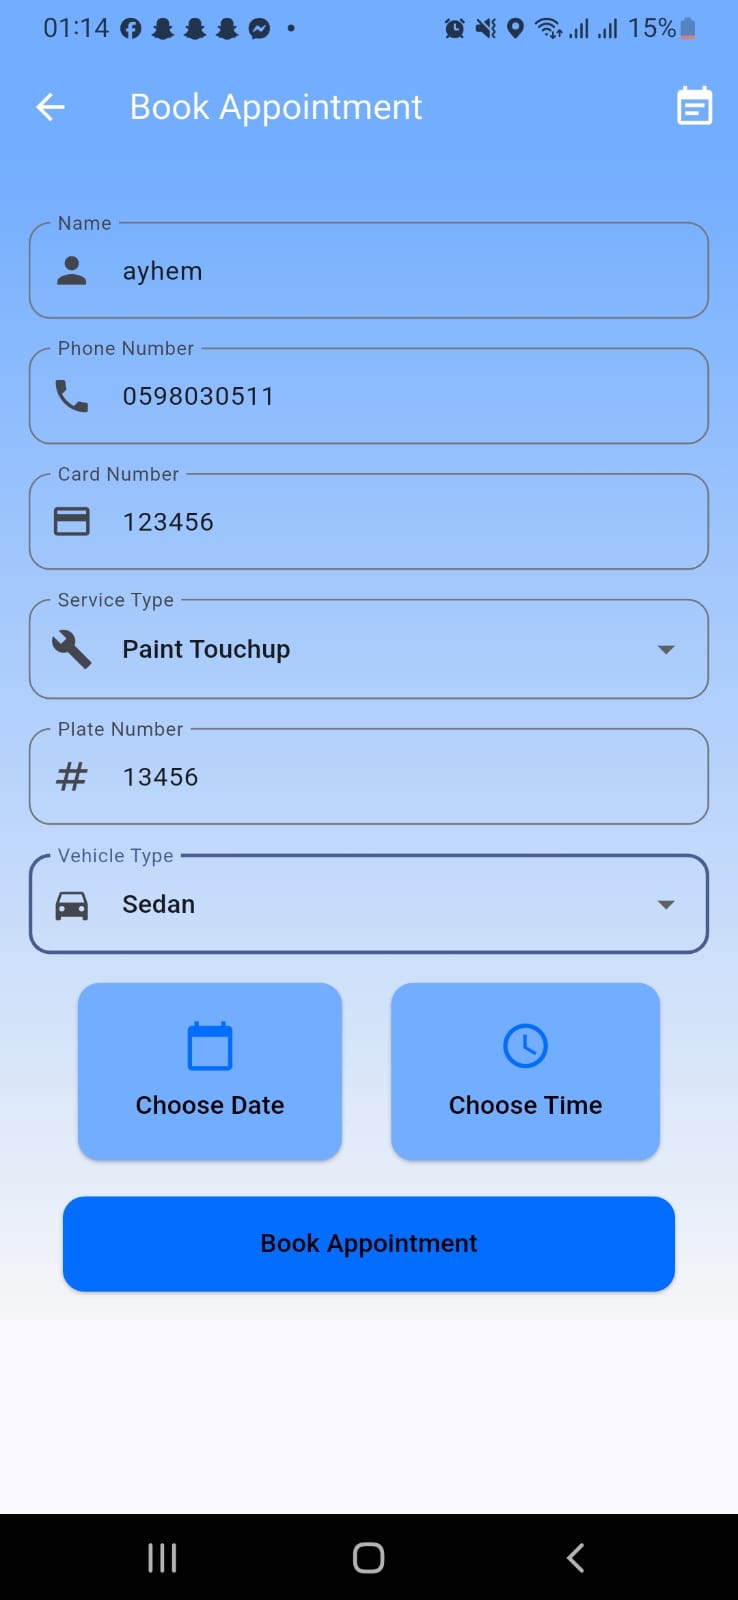 01:14 15%
Book Appointment
Name
ayhem
Phone Number
0598030511
Card Number
123456
Service Type
Paint Touchup
Plate Number
# 13456
Vehicle Type
Sedan
Choose Date Choose Time
Book Appointment